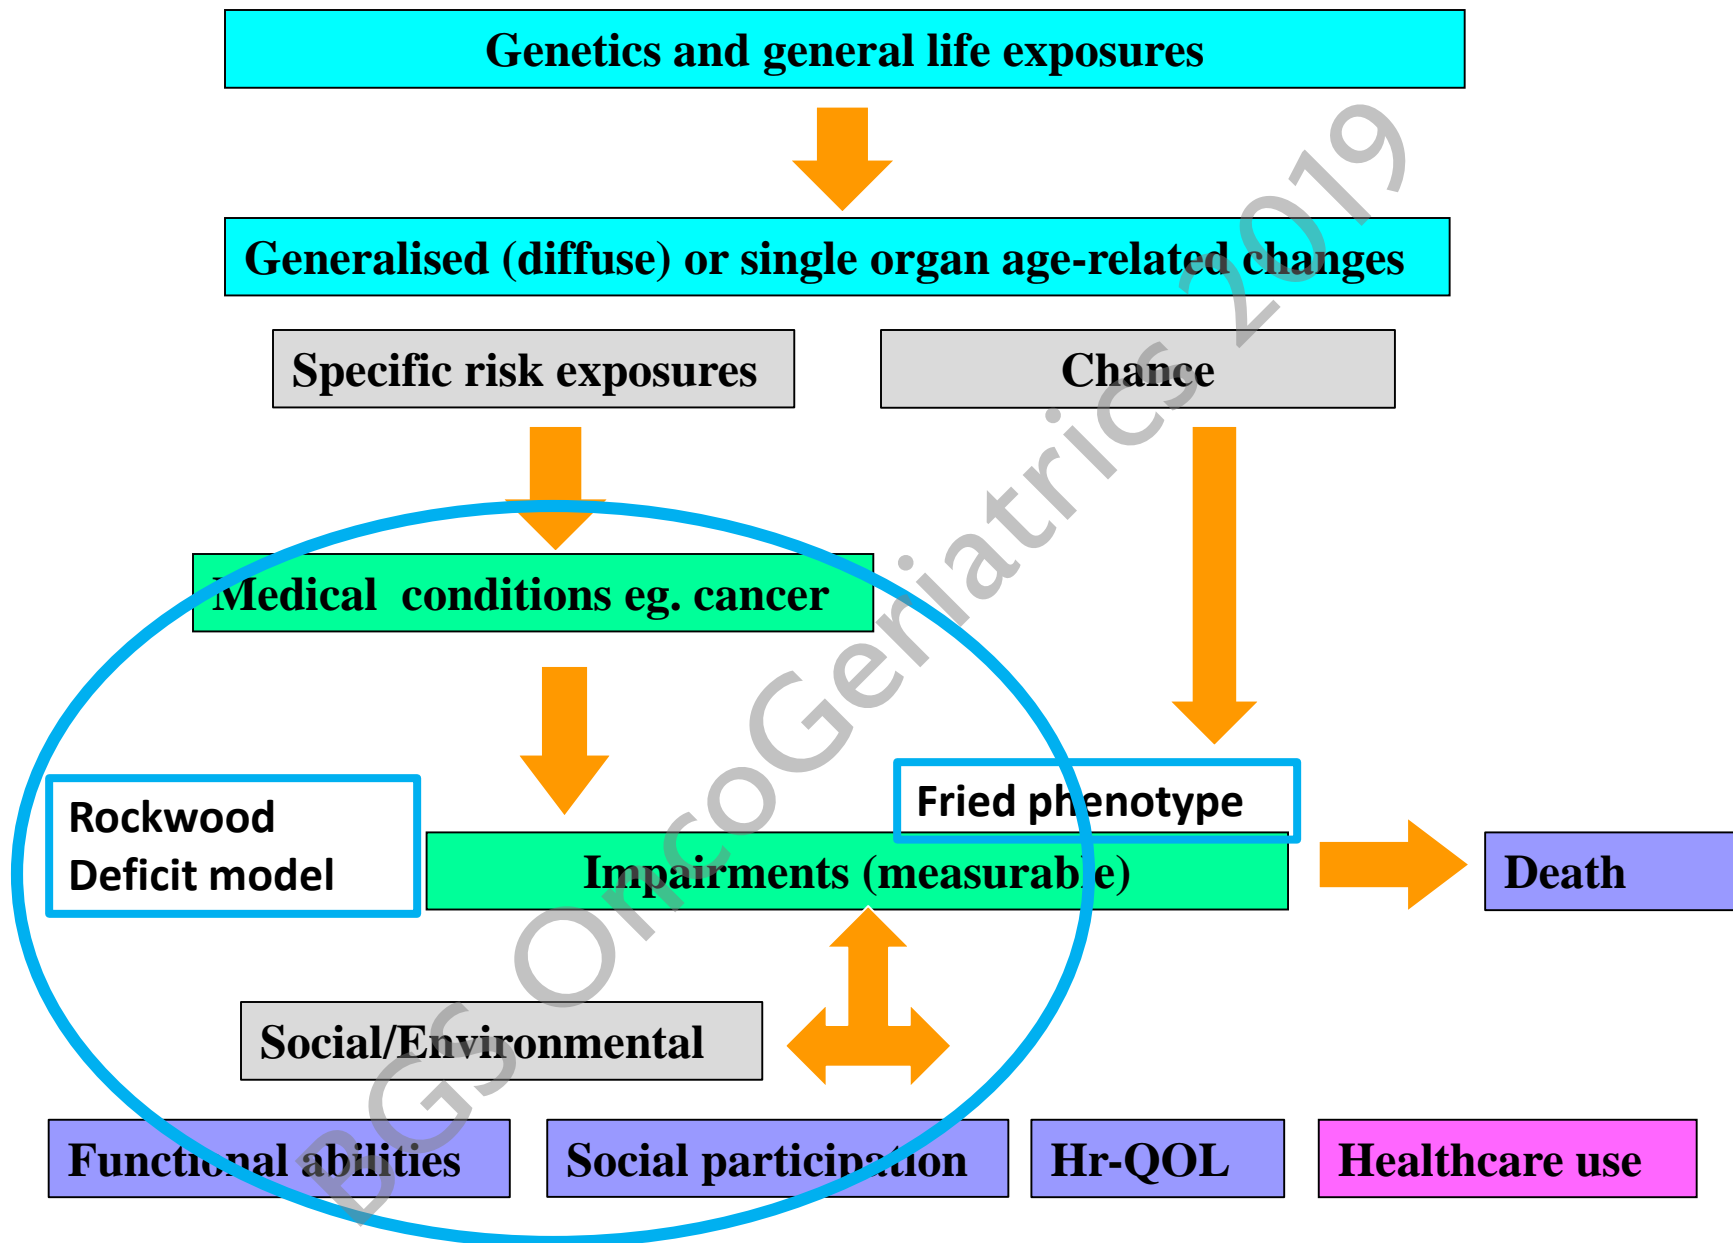 Genetics and general life exposures
Generalised (diffuse) or single organ age-related changes
Specific risk exposures
Chance
Medical  conditions eg. cancer
Rockwood
Deficit model
Fried phenotype
Impairments (measurable)
Death
Social/Environmental
Functional abilities
Social participation
Hr-QOL
Healthcare use
BGS OncoGeriatrics 2019